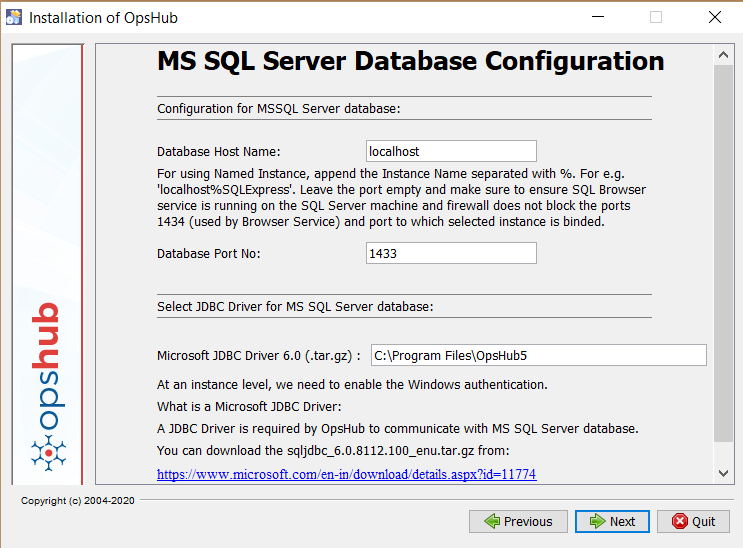 Installation of OpsHub
MS SQL Server Database Configuration
Configuration for MSSQL Server database:
Database Host Name:
localhost
For using Named Instance, append the Instance Name separated with %. For e.g.
'localhost%SQLExpress'. Leave the port empty and make sure to ensure SQL Browser
service is running on the SQL Server machine and firewall does not block the ports
1434 (used by Browser Service) and port to which selected instance is binded.
Database Port No:
1433
Select JDBC Driver for MS SQL Server database:
Microsoft JDBC Driver 6.0 (.tar.gz) :
C:\Program Files\OpsHub5
At an instance level, we need to enable the Windows authentication.
What is a Microsoft JDBC Driver:
A JDBC Driver is required by OpsHub to communicate with MS SQL Server database.
You can download the sqljdbc_6.0.8112.100_enu.tar.gz from:
https://www.microsoft.com/en-in/download/details.aspx?id=11774
opshub
Copyright (c) 2004-2020
Previous
Next
Quit